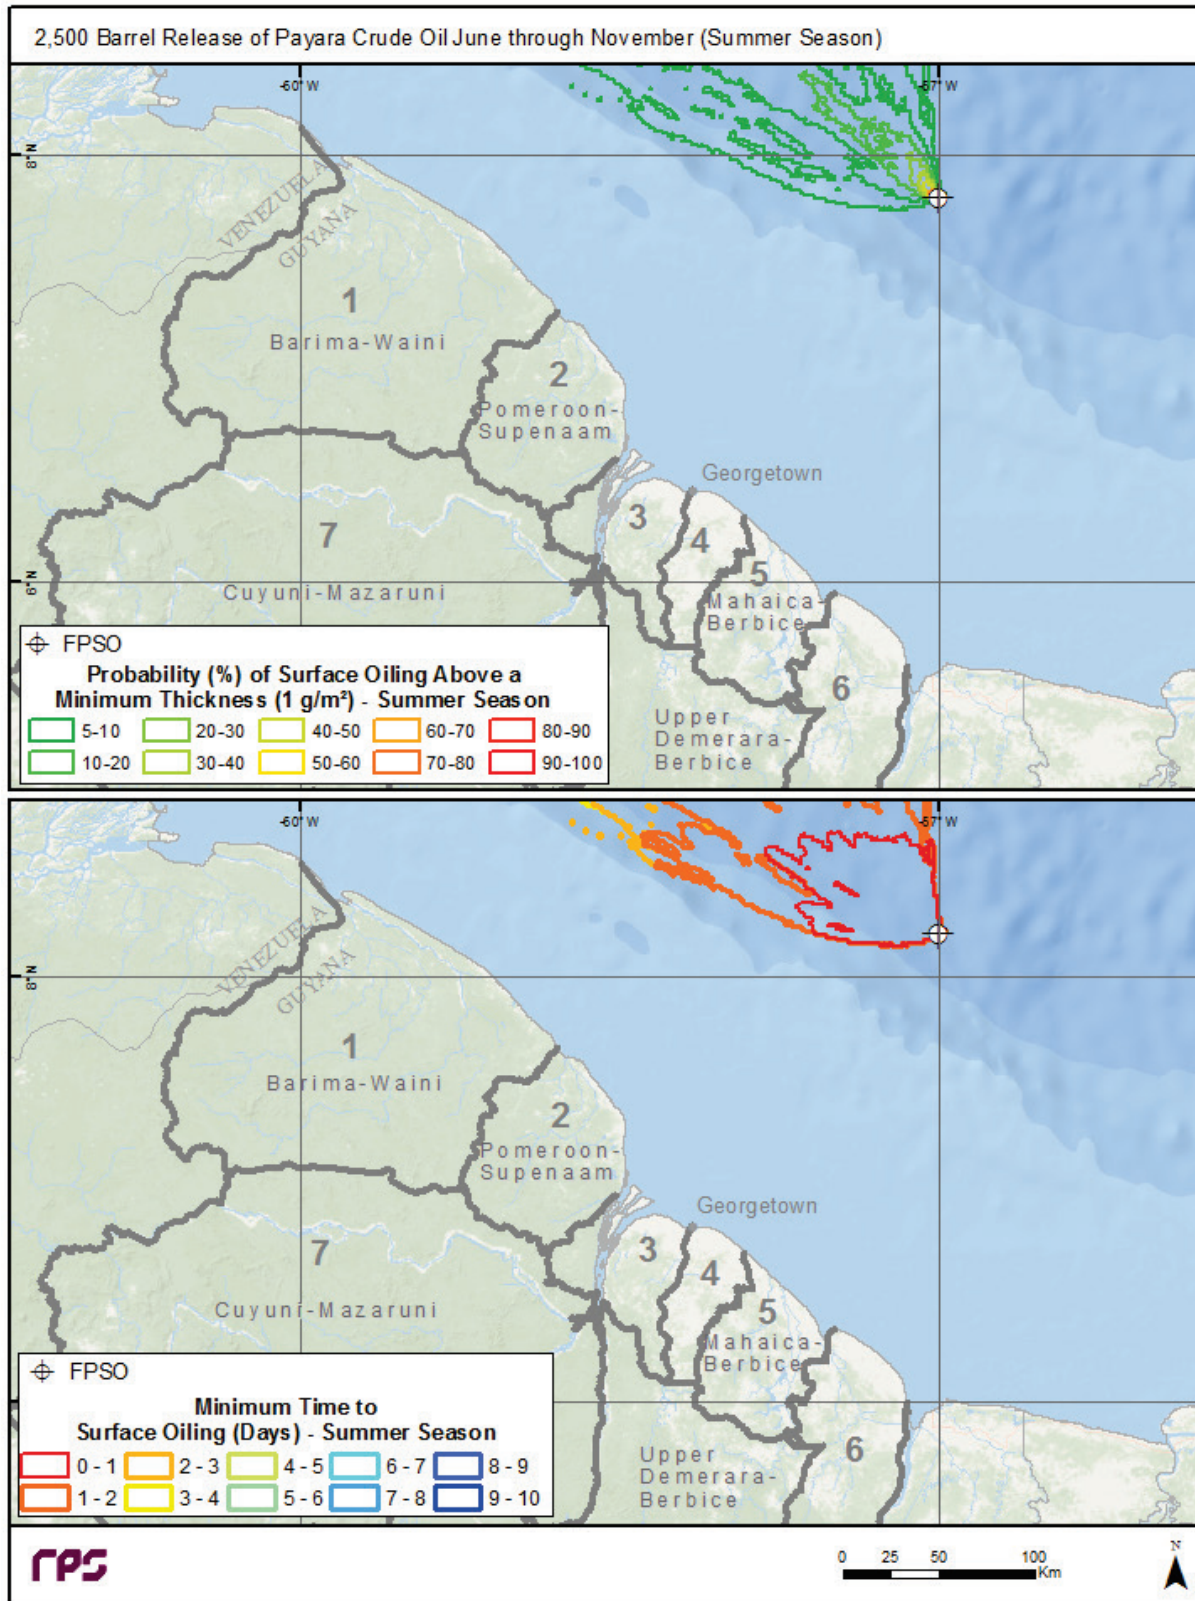 2,500 Barrel Release of Payara Crude Oil June through November (Summer Season)
-60° W
-57° W
8° N
VENEZUELA
GUYANA
1
Barima-Waini
2
Pomeroon-
Supenaam
Georgetown
3
4
7
5
6° N
Cuyuni-Mazaruni
Mahaica-
Berbice
6
Upper
Demerara-
Berbice
FPSO
Probability (%) of Surface Oiling Above a
Minimum Thickness (1 g/m²) - Summer Season
5-10 20-30 40-50 60-70 80-90
10-20 30-40 50-60 70-80 90-100
-60° W
-57° W
8° N
VENEZUELA
GUYANA
1
Barima-Waini
2
Pomeroon-
Supenaam
Georgetown
3
7
4
Cuyuni-Mazaruni
5
Mahaica-
Berbice
6
Upper
Demerara-
Berbice
FPSO
Minimum Time to
Surface Oiling (Days) - Summer Season
0 - 1 2 - 3 4 - 5 6 - 7 8 - 9
1 - 2 3 - 4 5 - 6 7 - 8 9 - 10
rps
0 25 50 100
Km
N